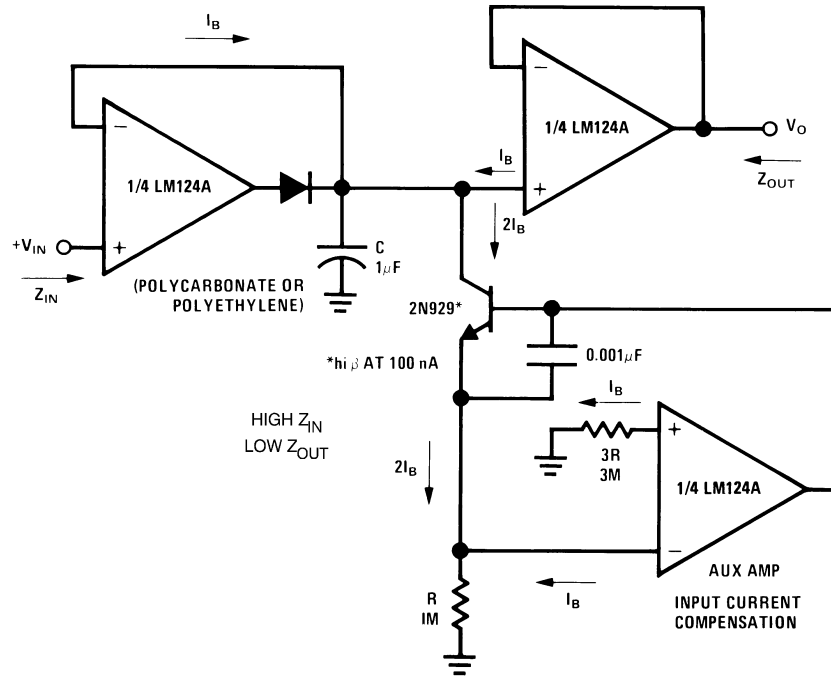 I_B
1/4 LM124A
+V_IN
Z_IN
−
+
C
1μF
(POLYCARBONATE OR
POLYETHYLENE)
1/4 LM124A
−
+
I_B
V_O
Z_OUT
2I_B
2N929*
*hi β AT 100 nA
0.001μF
HIGH Z_IN
LOW Z_OUT
I_B
3R
3M
1/4 LM124A
+
−
2I_B
I_B
R
1M
AUX AMP
INPUT CURRENT
COMPENSATION